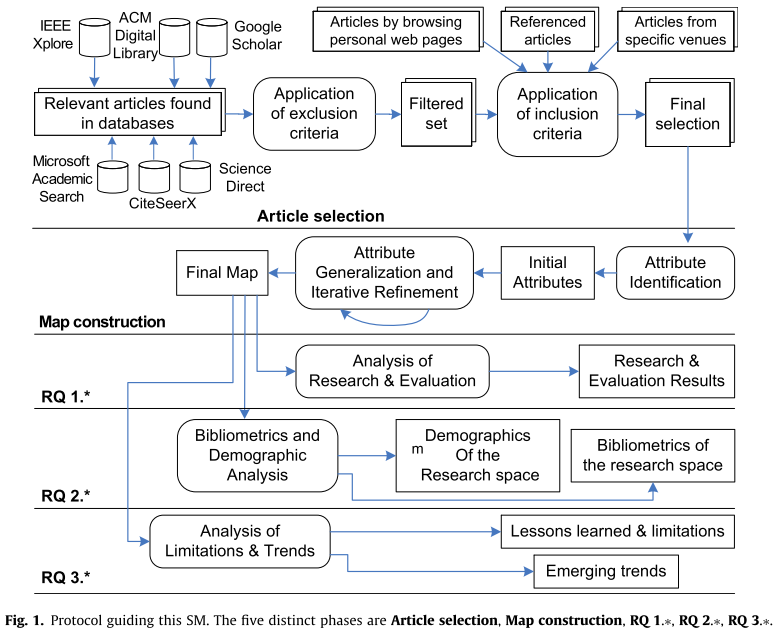 IEEE
Xplore
ACM
Digital
Library
Google
Scholar
Articles by browsing
personal web pages
Referenced
articles
Articles from
specific venues
Relevant articles found
in databases
Application
of exclusion
criteria
Filtered
set
Application
of inclusion
criteria
Final
selection
Microsoft
Academic
Search
CiteSeerX
Science
Direct
Article selection
Final Map
Attribute
Generalization and
Iterative Refinement
Initial
Attributes
Attribute
Identification
Map construction
Analysis of
Research & Evaluation
Research &
Evaluation Results
RQ 1.*
Bibliometrics and
Demographic
Analysis
m
Demographics
Of the
Research space
Bibliometrics of
the research space
RQ 2.*
Analysis of
Limitations & Trends
Lessons learned & limitations
Emerging trends
RQ 3.*
Fig. 1. Protocol guiding this SM. The five distinct phases are Article selection, Map construction, RQ 1.*, RQ 2.*, RQ 3.*.